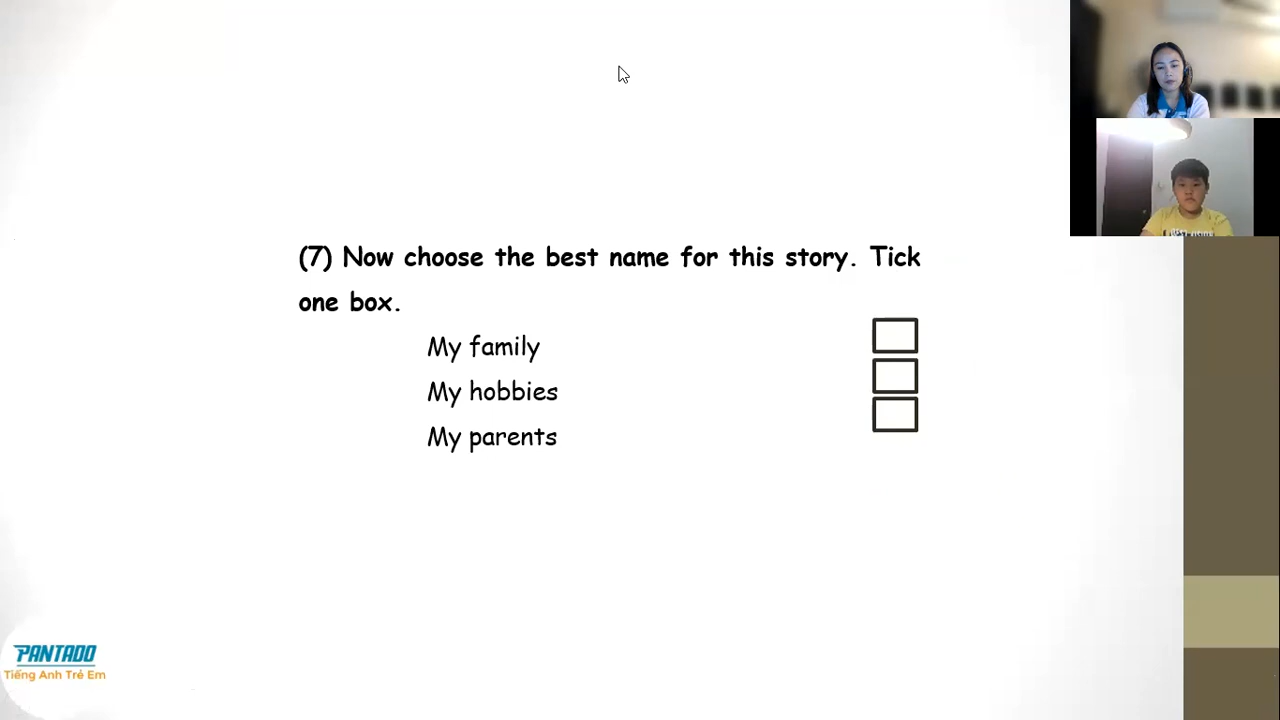 (7) Now choose the best name for this story. Tick
one box.
My family
My hobbies
My parents
PANTADO
Tiếng Anh Trẻ Em